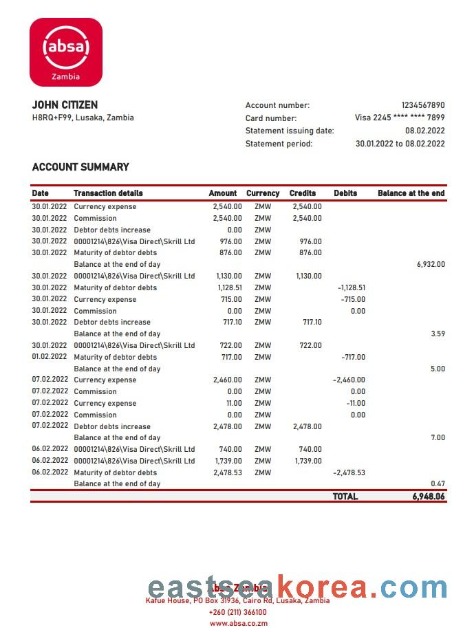 absa
Zambia
JOHN CITIZEN
H8RQ+F99, Lusaka, Zambia
Account number: 1234567890
Card number: Visa 2245 **** **** 7899
Statement issuing date: 08.02.2022
Statement period: 30.01.2022 to 08.02.2022
ACCOUNT SUMMARY
Date Transaction details Amount Currency Credits Debits Balance at the end
30.01.2022 Currency expense 2,540.00 ZMW 2,540.00
30.01.2022 Commission 2,540.00 ZMW 2,540.00
30.01.2022 Debtor debts increase 0.00 ZMW
30.01.2022 00001214\826\Visa Direct\Skrill Ltd 976.00 ZMW 976.00
30.01.2022 Maturity of debtor debts 876.00 ZMW 876.00
Balance at the end of day 6,932.00
30.01.2022 00001214\826\Visa Direct\Skrill Ltd 1,130.00 ZMW 1,130.00
30.01.2022 Maturity of debtor debts 1,128.51 ZMW -1,128.51
30.01.2022 Currency expense 715.00 ZMW -715.00
30.01.2022 Commission 0.00 ZMW 0.00
30.01.2022 Debtor debts increase 717.10 ZMW 717.10
Balance at the end of day 3.59
30.01.2022 00001214\826\Visa Direct\Skrill Ltd 722.00 ZMW 722.00
01.02.2022 Maturity of debtor debts 717.00 ZMW -717.00
Balance at the end of day 5.00
07.02.2022 Currency expense 2,460.00 ZMW -2,460.00
07.02.2022 Commission 0.00 ZMW 0.00
07.02.2022 Currency expense 11.00 ZMW -11.00
07.02.2022 Commission 0.00 ZMW 0.00
07.02.2022 Debtor debts increase 2,478.00 ZMW 2,478.00
Balance at the end of day 7.00
06.02.2022 00001214\826\Visa Direct\Skrill Ltd 740.00 ZMW 740.00
06.02.2022 00001214\826\Visa Direct\Skrill Ltd 1,739.00 ZMW 1,739.00
06.02.2022 Maturity of debtor debts 2,478.53 ZMW -2,478.53
Balance at the end of day 0.47
TOTAL 6,948.06
Absa Zambia
eastseakorea.com
Kafue House, PO Box 31936, Cairo Rd, Lusaka, Zambia
+260 (211) 366100
www.absa.co.zm